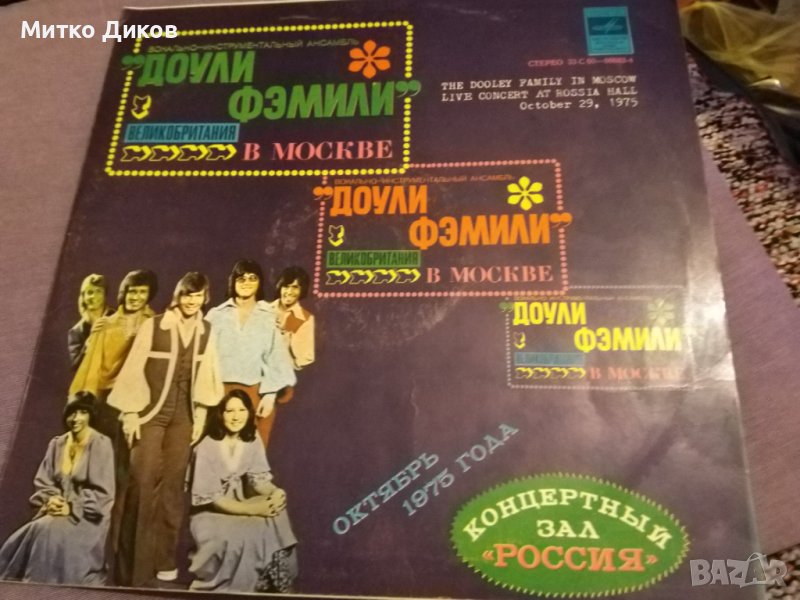 Митко Диков
ВОКАЛЬНО-ИНСТРУМЕНТАЛЬНЫЙ АНСАМБЛЬ
"ДОУЛИ
ФЭМИЛИ"
ВЕЛИКОБРИТАНИЯ
В МОСКВЕ
THE DOOLEY FAMILY IN MOSCOW
LIVE CONCERT AT ROSSIA HALL
October 29, 1975
ВОКАЛЬНО-ИНСТРУМЕНТАЛЬНЫЙ АНСАМБЛЬ
"ДОУЛИ
ФЭМИЛИ"
ВЕЛИКОБРИТАНИЯ
В МОСКВЕ
"ДОУЛИ
ФЭМИЛИ"
ВЕЛИКОБРИТАНИЯ
В МОСКВЕ
ОКТЯБРЬ
1975 ГОДА
КОНЦЕРТНЫЙ
ЗАЛ
«РОССИЯ»
BAZAR
СТЕРЕО